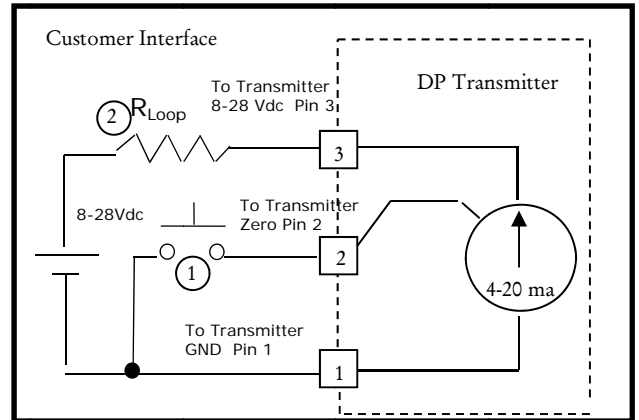 Customer Interface
DP Transmitter
To Transmitter
8-28 Vdc Pin 3
2
RLoop
3
8-28Vdc
To Transmitter
Zero Pin 2
2
1
4-20 ma
To Transmitter
GND Pin 1
1